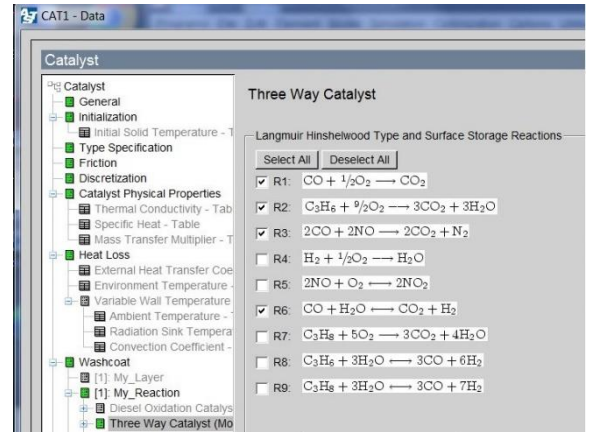 CAT1 - Data
Catalyst
Catalyst
General
Initialization
Initial Solid Temperature - T
Type Specification
Friction
Discretization
Catalyst Physical Properties
Thermal Conductivity - Tab
Specific Heat - Table
Mass Transfer Multiplier - T
Heat Loss
External Heat Transfer Coe
Environment Temperature -
Variable Wall Temperature
Ambient Temperature -
Radiation Sink Tempera
Convection Coefficient -
Washcoat
[1]: My_Layer
[1]: My_Reaction
Diesel Oxidation Catalys
Three Way Catalyst (Mo
Three Way Catalyst
Langmuir Hinshelwood Type and Surface Storage Reactions
Select All Deselect All
R1: CO + ½O₂ ⟶ CO₂
R2: C₃H₆ + ⁹/₂O₂ ⟶ 3CO₂ + 3H₂O
R3: 2CO + 2NO ⟶ 2CO₂ + N₂
R4: H₂ + ½O₂ ⟶ H₂O
R5: 2NO + O₂ ⟷ 2NO₂
R6: CO + H₂O ⟷ CO₂ + H₂
R7: C₃H₈ + 5O₂ ⟶ 3CO₂ + 4H₂O
R8: C₃H₆ + 3H₂O ⟷ 3CO + 6H₂
R9: C₃H₈ + 3H₂O ⟷ 3CO + 7H₂